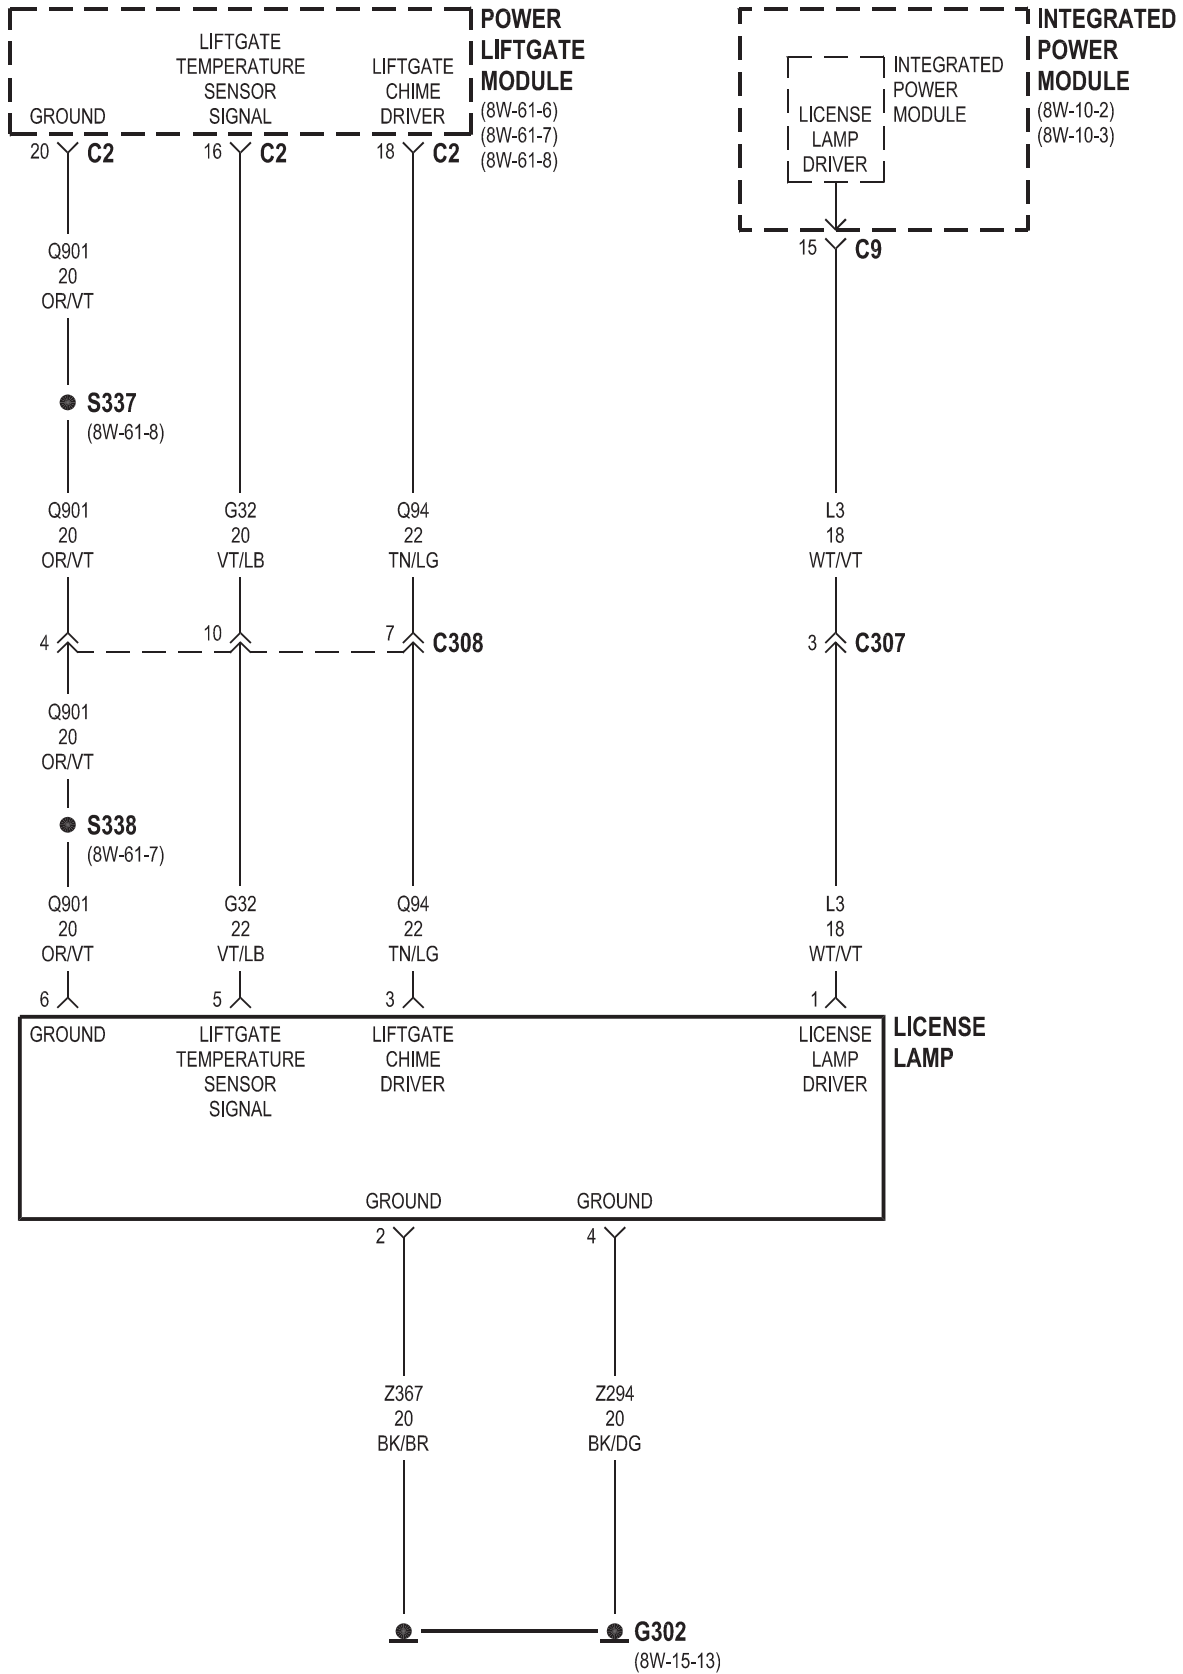 POWER
LIFTGATE
MODULE
(8W-61-6)
(8W-61-7)
(8W-61-8)
GROUND
LIFTGATE
TEMPERATURE
SENSOR
SIGNAL
LIFTGATE
CHIME
DRIVER
INTEGRATED
POWER
MODULE
(8W-10-2)
(8W-10-3)
INTEGRATED
POWER
MODULE
LICENSE
LAMP
DRIVER
20 C2
16 C2
18 C2
15 C9
Q901
20
OR/VT
S337
(8W-61-8)
Q901
20
OR/VT
G32
20
VT/LB
Q94
22
TN/LG
L3
18
WT/VT
4
10
7
C308
3
C307
Q901
20
OR/VT
S338
(8W-61-7)
Q901
20
OR/VT
G32
22
VT/LB
Q94
22
TN/LG
L3
18
WT/VT
6
5
3
1
GROUND
LIFTGATE
TEMPERATURE
SENSOR
SIGNAL
LIFTGATE
CHIME
DRIVER
LICENSE
LAMP
DRIVER
LICENSE
LAMP
GROUND
GROUND
2
4
Z367
20
BK/BR
Z294
20
BK/DG
G302
(8W-15-13)